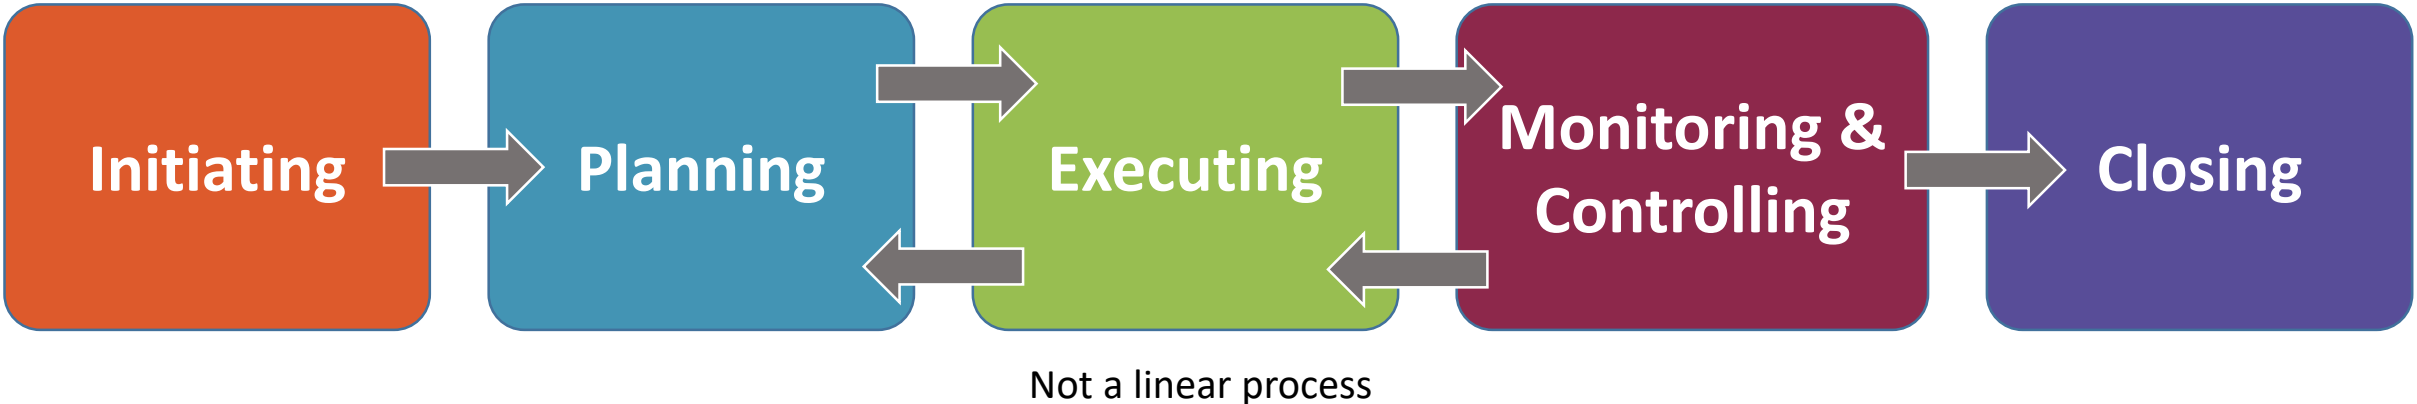 Initiating
Planning
Executing
Monitoring &
Controlling
Closing
Not a linear process